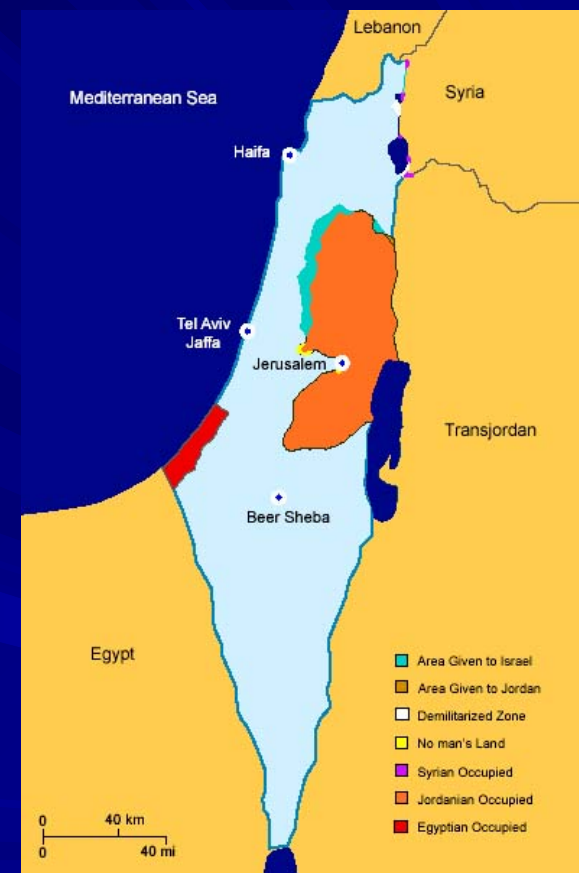 Lebanon
Mediterranean Sea
Syria
Haifa
Tel Aviv
Jaffa
Jerusalem
Transjordan
Beer Sheba
Egypt
Area Given to Israel
Area Given to Jordan
Demilitarized Zone
No man's Land
Syrian Occupied
Jordanian Occupied
Egyptian Occupied
0 40 km
0 40 mi